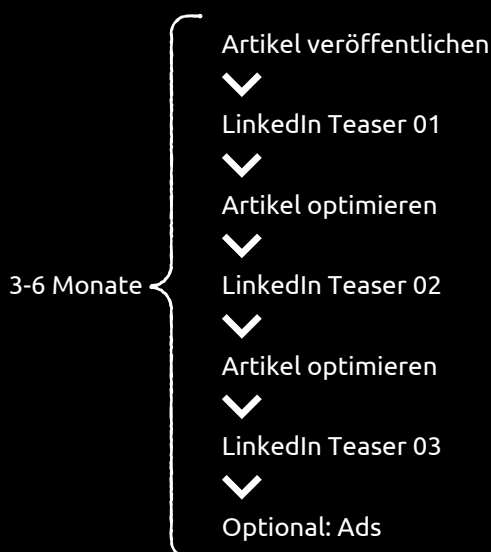 Artikel veröffentlichen
LinkedIn Teaser 01
Artikel optimieren
3-6 Monate
LinkedIn Teaser 02
Artikel optimieren
LinkedIn Teaser 03
Optional: Ads